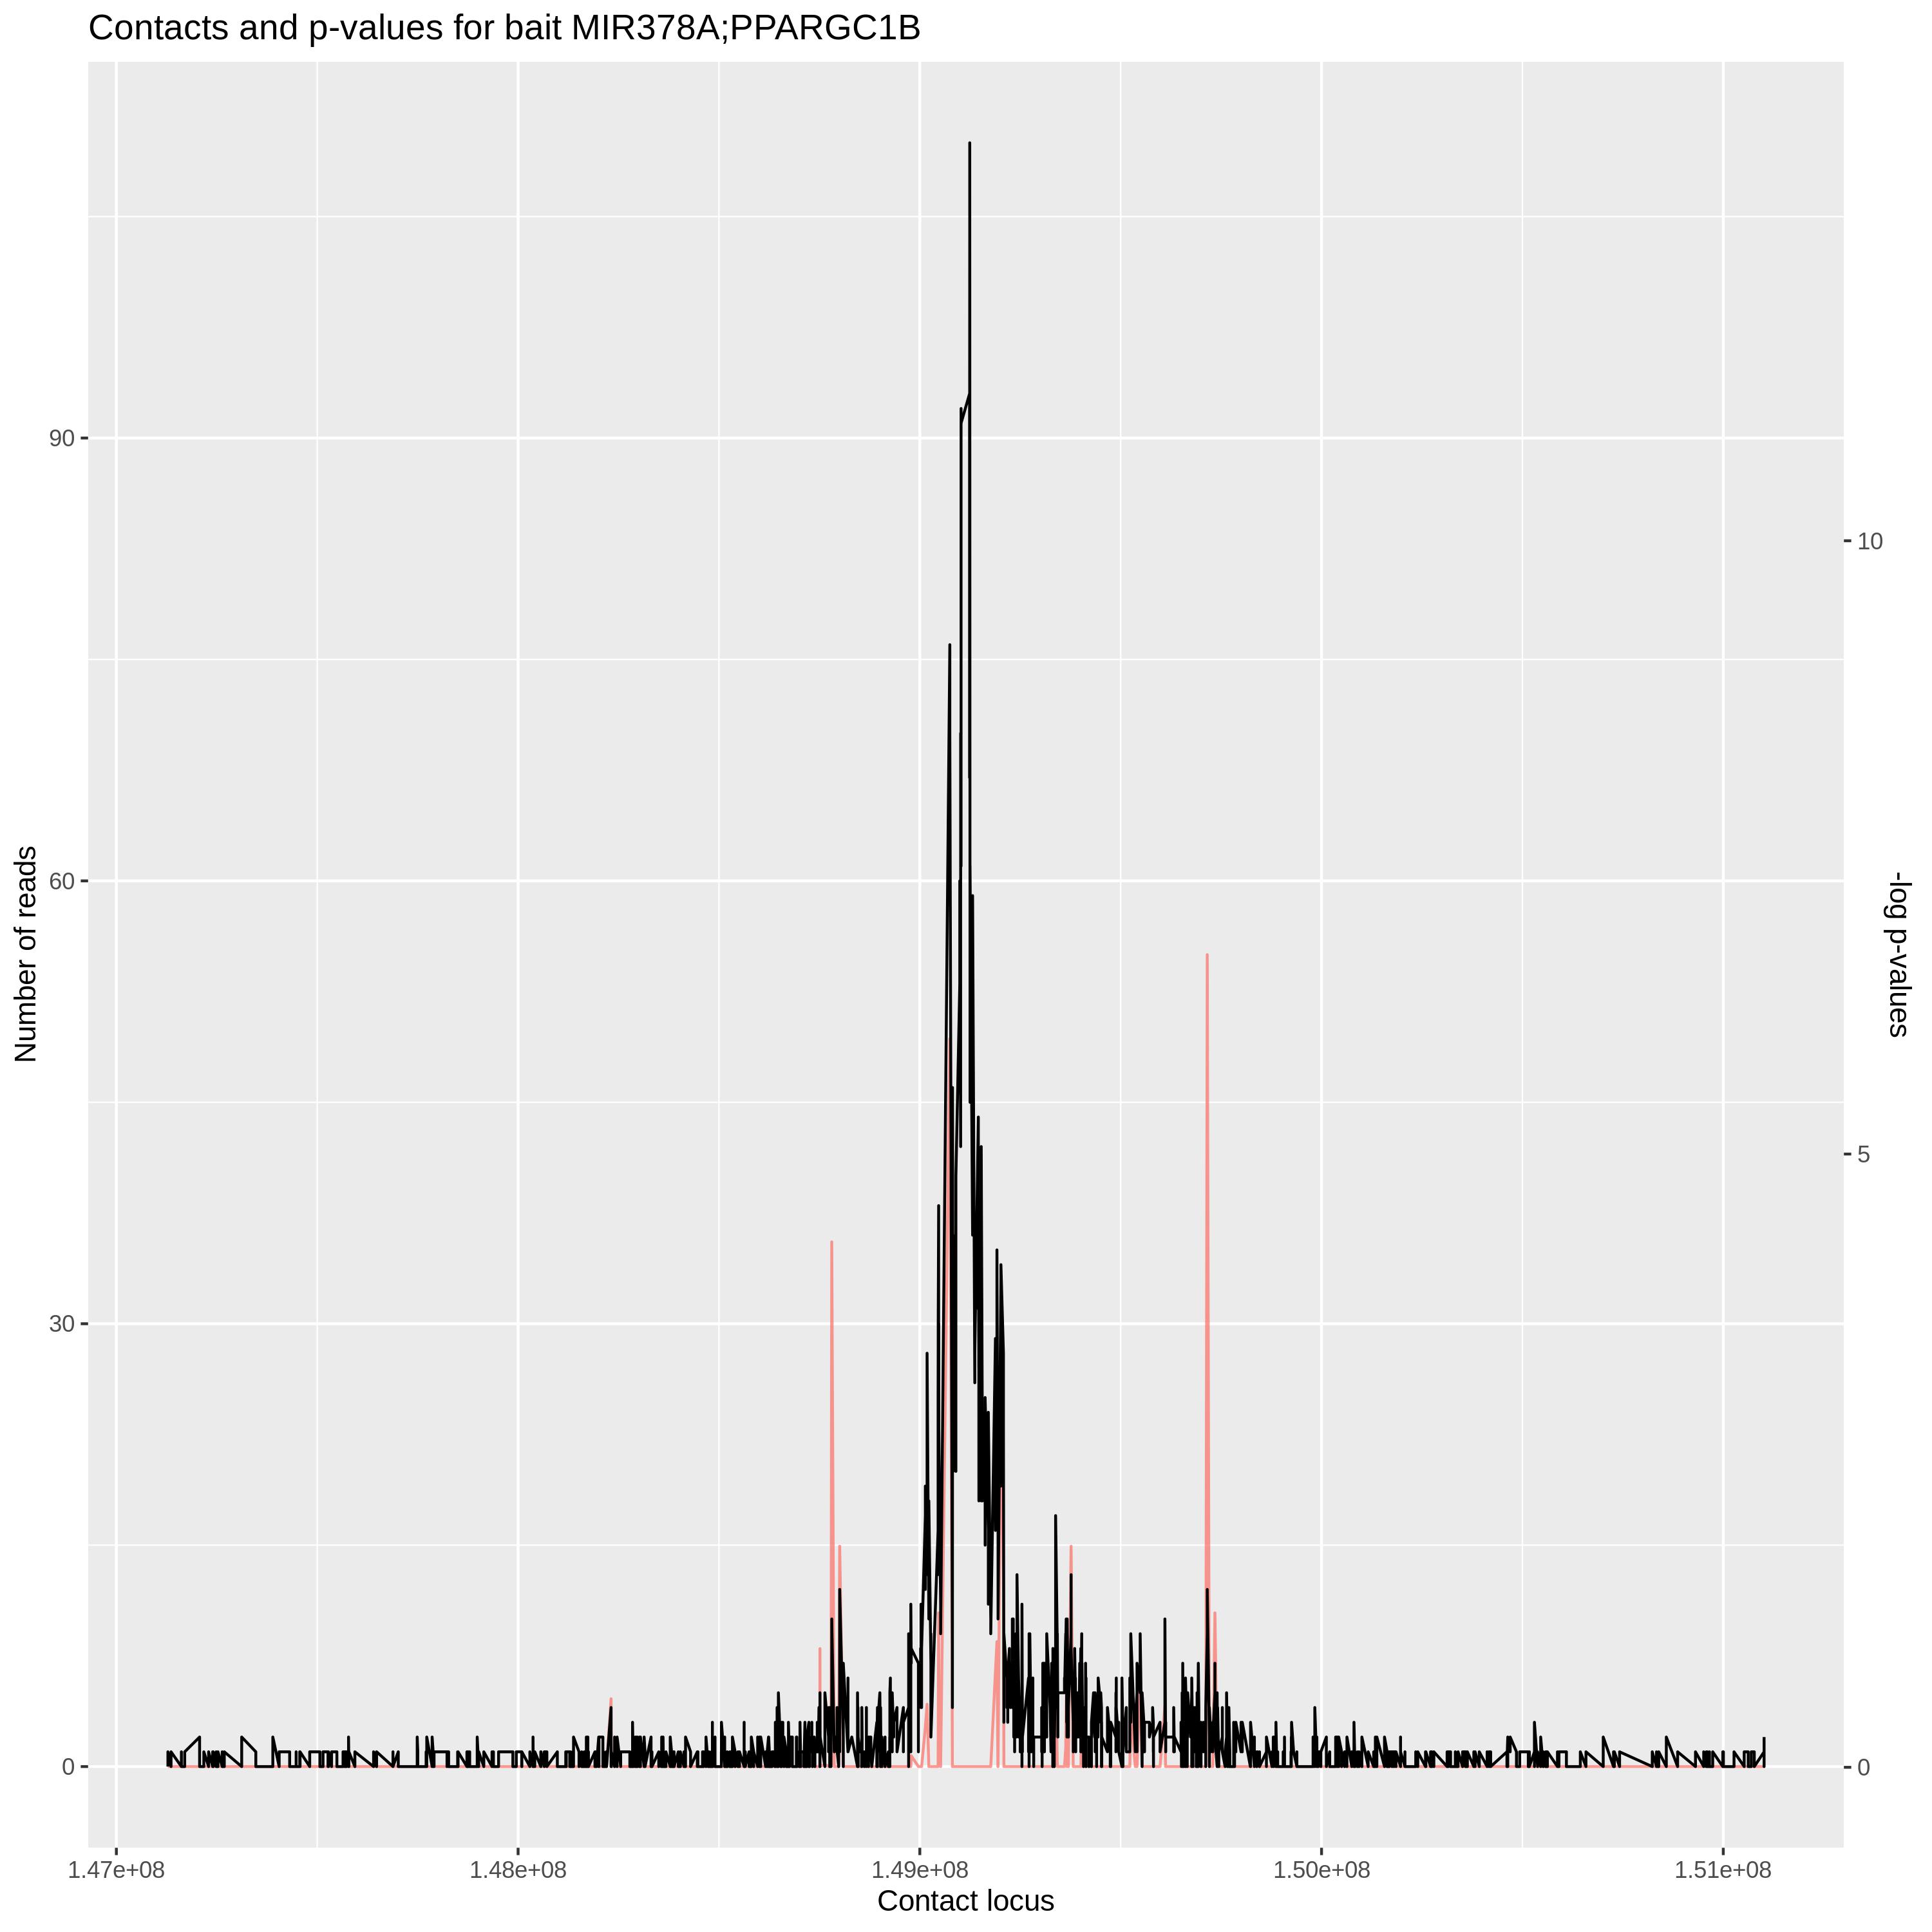 Contacts and p-values for bait MIR378A;PPARGC1B
Number of reads
90
60
30
0
10
5
0
-log p-values
1.47e+08 1.48e+08 1.49e+08 1.50e+08 1.51e+08
Contact locus